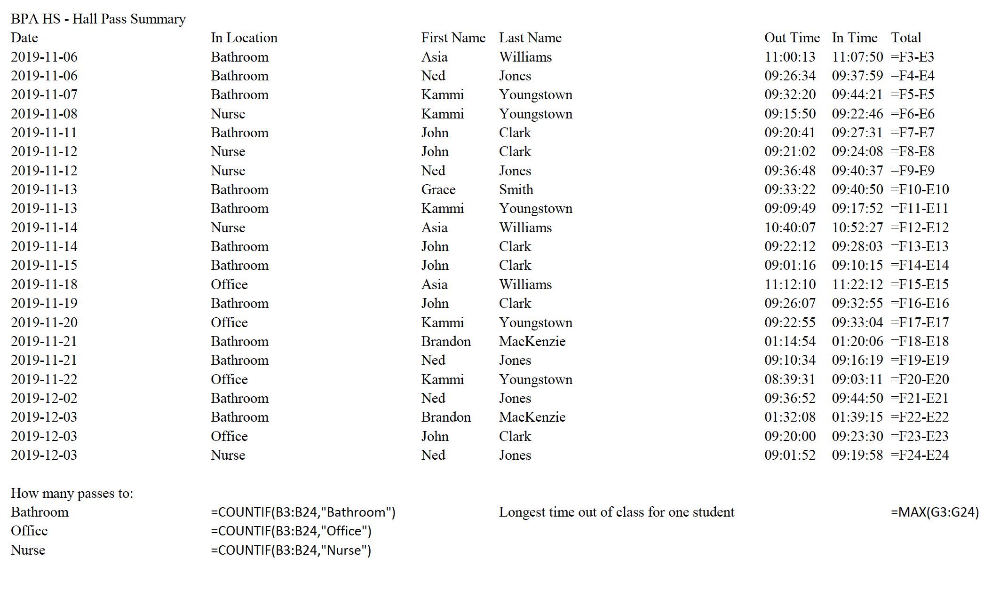 BPA HS - Hall Pass Summary
Date In Location First Name Last Name Out Time In Time Total
2019-11-06 Bathroom Asia Williams 11:00:13 11:07:50 =F3-E3
2019-11-06 Bathroom Ned Jones 09:26:34 09:37:59 =F4-E4
2019-11-07 Bathroom Kammi Youngstown 09:32:20 09:44:21 =F5-E5
2019-11-08 Nurse Kammi Youngstown 09:15:50 09:22:46 =F6-E6
2019-11-11 Bathroom John Clark 09:20:41 09:27:31 =F7-E7
2019-11-12 Nurse John Clark 09:21:02 09:24:08 =F8-E8
2019-11-12 Nurse Ned Jones 09:36:48 09:40:37 =F9-E9
2019-11-13 Bathroom Grace Smith 09:33:22 09:40:50 =F10-E10
2019-11-13 Bathroom Kammi Youngstown 09:09:49 09:17:52 =F11-E11
2019-11-14 Nurse Asia Williams 10:40:07 10:52:27 =F12-E12
2019-11-14 Bathroom John Clark 09:22:12 09:28:03 =F13-E13
2019-11-15 Bathroom John Clark 09:01:16 09:10:15 =F14-E14
2019-11-18 Office Asia Williams 11:12:10 11:22:12 =F15-E15
2019-11-19 Bathroom John Clark 09:26:07 09:32:55 =F16-E16
2019-11-20 Office Kammi Youngstown 09:22:55 09:33:04 =F17-E17
2019-11-21 Bathroom Brandon MacKenzie 01:14:54 01:20:06 =F18-E18
2019-11-21 Bathroom Ned Jones 09:10:34 09:16:19 =F19-E19
2019-11-22 Office Kammi Youngstown 08:39:31 09:03:11 =F20-E20
2019-12-02 Bathroom Ned Jones 09:36:52 09:44:50 =F21-E21
2019-12-03 Bathroom Brandon MacKenzie 01:32:08 01:39:15 =F22-E22
2019-12-03 Office John Clark 09:20:00 09:23:30 =F23-E23
2019-12-03 Nurse Ned Jones 09:01:52 09:19:58 =F24-E24
How many passes to:
Bathroom =COUNTIF(B3:B24,"Bathroom") Longest time out of class for one student =MAX(G3:G24)
Office =COUNTIF(B3:B24,"Office")
Nurse =COUNTIF(B3:B24,"Nurse")